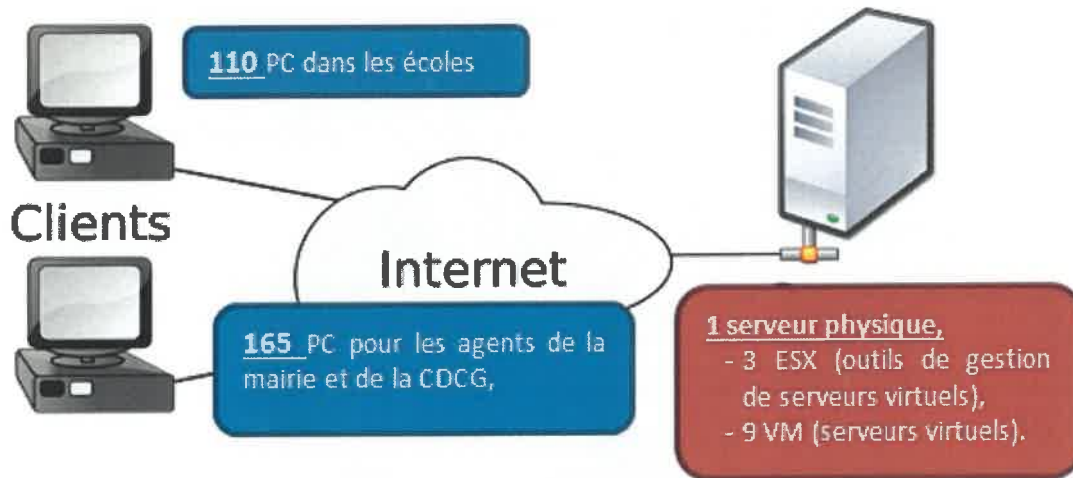 110 PC dans les écoles
Clients
Internet
165 PC pour les agents de la
mairie et de la CDCG,
1 serveur physique,
- 3 ESX (outils de gestion
de serveurs virtuels),
- 9 VM (serveurs virtuels).